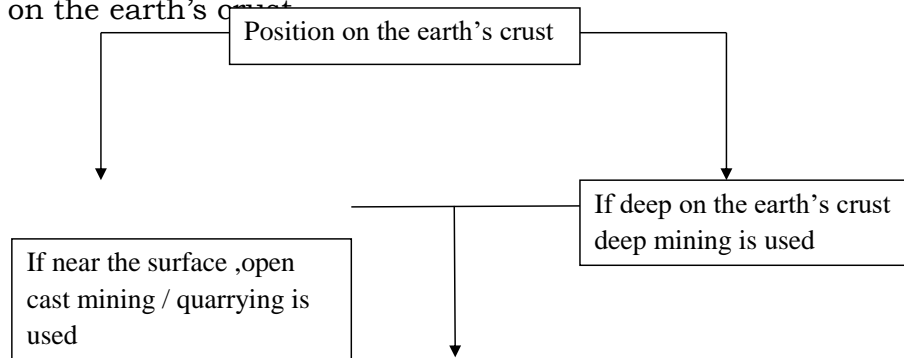 on the earth’s crust
Position on the earth’s crust
If deep on the earth’s crust
deep mining is used
If near the surface ,open
cast mining / quarrying is
used